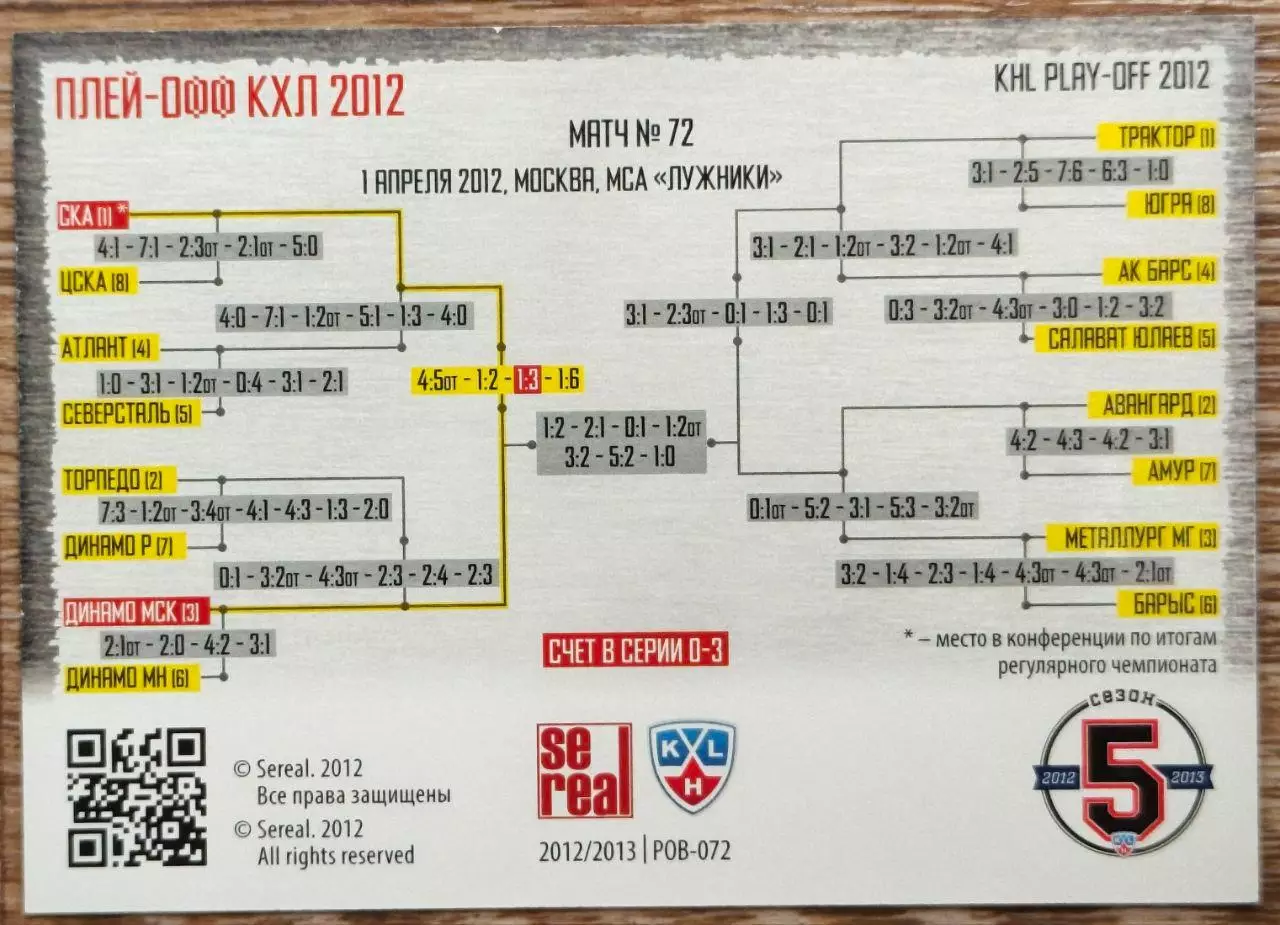 ПЛЕЙ-ОФФ КХЛ 2012
KHL PLAY-OFF 2012
МАТЧ № 72
1 АПРЕЛЯ 2012, МОСКВА, МСА «ЛУЖНИКИ»
СКА (1) *
4:1 - 7:1 - 2:3от - 2:1от - 5:0
ЦСКА (8)
4:0 - 7:1 - 1:2от - 5:1 - 1:3 - 4:0
АТЛАНТ (4)
1:0 - 3:1 - 1:2от - 0:4 - 3:1 - 2:1
СЕВЕРСТАЛЬ (5)
4:5от - 1:2 - 1:3 - 1:6
ТОРПЕДО (2)
7:3 - 1:2от - 3:4от - 4:1 - 4:3 - 1:3 - 2:0
ДИНАМО Р (7)
0:1 - 3:2от - 4:3от - 2:3 - 2:4 - 2:3
ДИНАМО МСК (3)
2:1от - 2:0 - 4:2 - 3:1
ДИНАМО МН (6)
1:2 - 2:1 - 0:1 - 1:2от
3:2 - 5:2 - 1:0
ТРАКТОР (1)
3:1 - 2:5 - 7:6 - 6:3 - 1:0
ЮГРА (8)
3:1 - 2:1 - 1:2от - 3:2 - 1:2от - 4:1
АК БАРС (4)
0:3 - 3:2от - 4:3от - 3:0 - 1:2 - 3:2
САЛАВАТ ЮЛАЕВ (5)
3:1 - 2:3от - 0:1 - 1:3 - 0:1
АВАНГАРД (2)
4:2 - 4:3 - 4:2 - 3:1
АМУР (7)
0:1от - 5:2 - 3:1 - 5:3 - 3:2от
МЕТАЛЛУРГ МГ (3)
3:2 - 1:4 - 2:3 - 1:4 - 4:3от - 4:3от - 2:1от
БАРЫС (6)
СЧЕТ В СЕРИИ 0-3
* – место в конференции по итогам
регулярного чемпионата
© Sereal. 2012
Все права защищены
© Sereal. 2012
All rights reserved
se
real
KHL
2012/2013 | POB-072
сезон
2012 5 2013
KHL